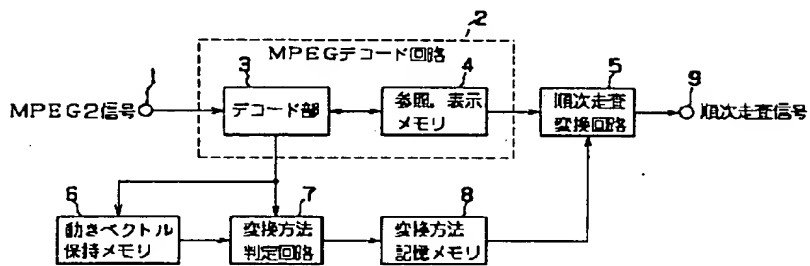 2
MPEGデコード回路
1
3
4
5
9
MPEG2信号
デコード部
参照,表示
メモリ
順次走査
変換回路
順次走査信号
6
7
8
動きベクトル
保持メモリ
変換方法
判定回路
変換方法
記憶メモリ